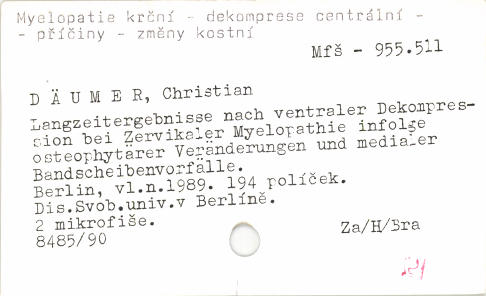 Myelopatie krční - dekomprese centrální -
- příčiny - změny kostní
Mfš - 955.511
D Ä U M E R, Christian
Langzeitergebnisse nach ventraler Dekompres-
sion bei Zervikaler Myelopathie infolge
osteophytärer Veränderungen und medialer
Bandscheibenvorfälle.
Berlin, vl.n.1989. 194 políček.
Dis.Svob.univ.v Berlíně.
2 mikrofiše.
8485/90
Za/H/Bra